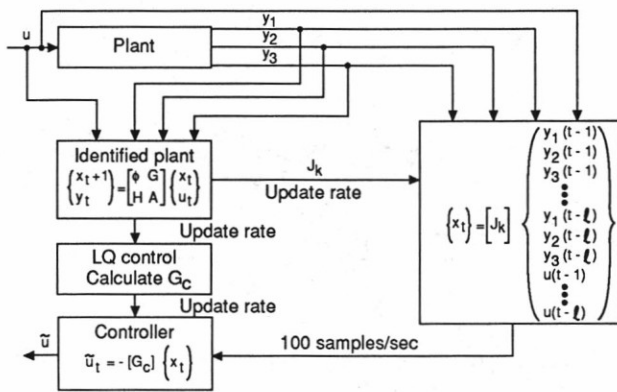 u
Plant
y1
y2
y3
Identified plant
{xt+1 yt} = [ϕ G H A] {xt ut}
Jk
Update rate
Update rate
LQ control
Calculate Gc
Update rate
Controller
ũt = - [Gc] {xt}
ũ
100 samples/sec
{xt} = [Jk]
y1 (t - 1)
y2 (t - 1)
y3 (t - 1)
y1 (t - ℓ)
y2 (t - ℓ)
y3 (t - ℓ)
u(t - 1)
u(t - ℓ)